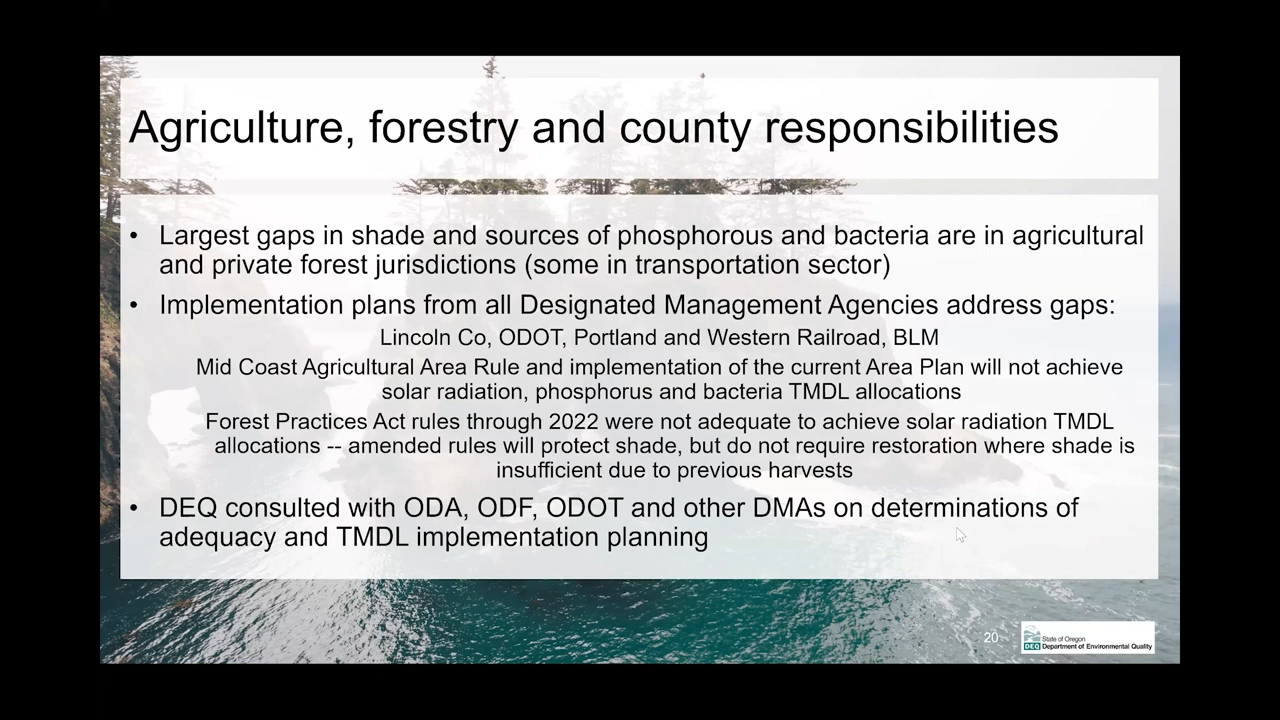 Agriculture, forestry and county responsibilities
• Largest gaps in shade and sources of phosphorous and bacteria are in agricultural
and private forest jurisdictions (some in transportation sector)
• Implementation plans from all Designated Management Agencies address gaps:
Lincoln Co, ODOT, Portland and Western Railroad, BLM
Mid Coast Agricultural Area Rule and implementation of the current Area Plan will not achieve
solar radiation, phosphorus and bacteria TMDL allocations
Forest Practices Act rules through 2022 were not adequate to achieve solar radiation TMDL
allocations -- amended rules will protect shade, but do not require restoration where shade is
insufficient due to previous harvests
• DEQ consulted with ODA, ODF, ODOT and other DMAs on determinations of
adequacy and TMDL implementation planning
20
State of Oregon
DEQ Department of Environmental Quality